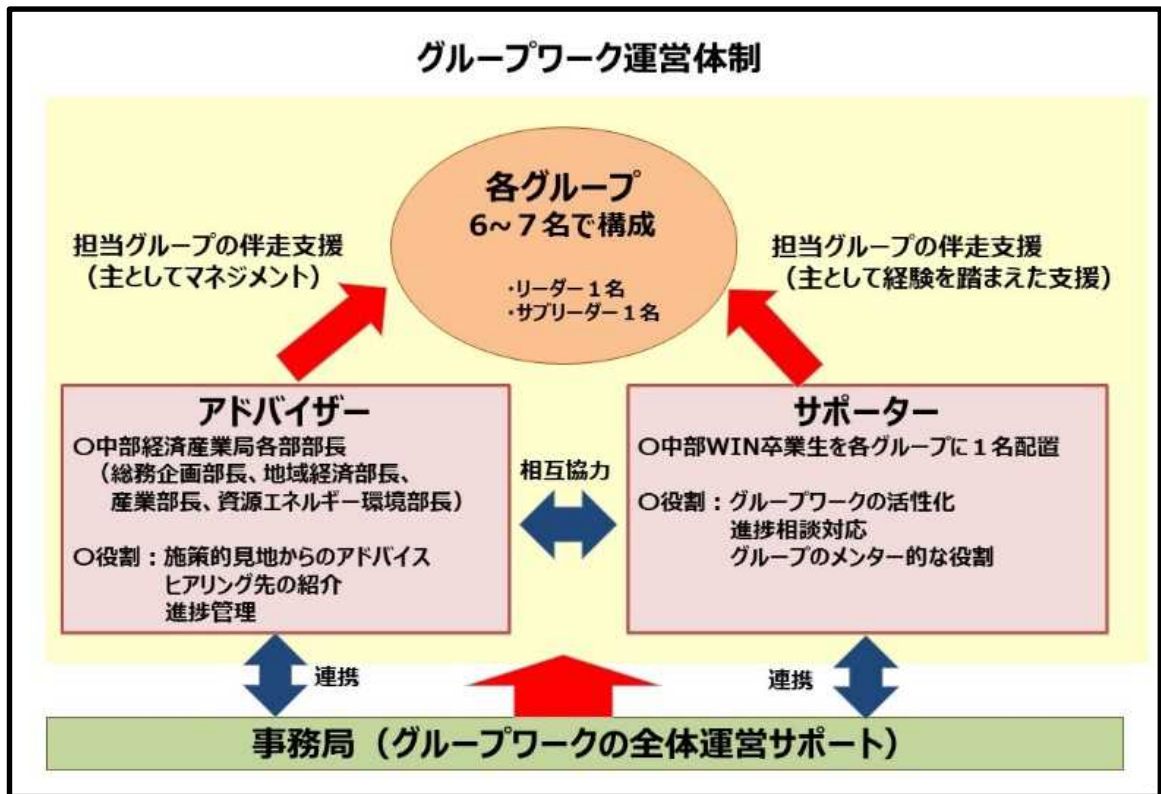 グループワーク運営体制
各グループ
6~７名で構成
・リーダー１名
・サブリーダー１名
担当グループの伴走支援
（主としてマネジメント）
担当グループの伴走支援
（主として経験を踏まえた支援）
アドバイザー
〇中部経済産業局各部部長
（総務企画部長、地域経済部長、
産業部長、資源エネルギー環境部長）
〇役割：施策的見地からのアドバイス
ヒアリング先の紹介
進捗管理
相互協力
サポーター
〇中部WIN卒業生を各グループに１名配置
〇役割：グループワークの活性化
進捗相談対応
グループのメンター的な役割
連携
連携
事務局（グループワークの全体運営サポート）